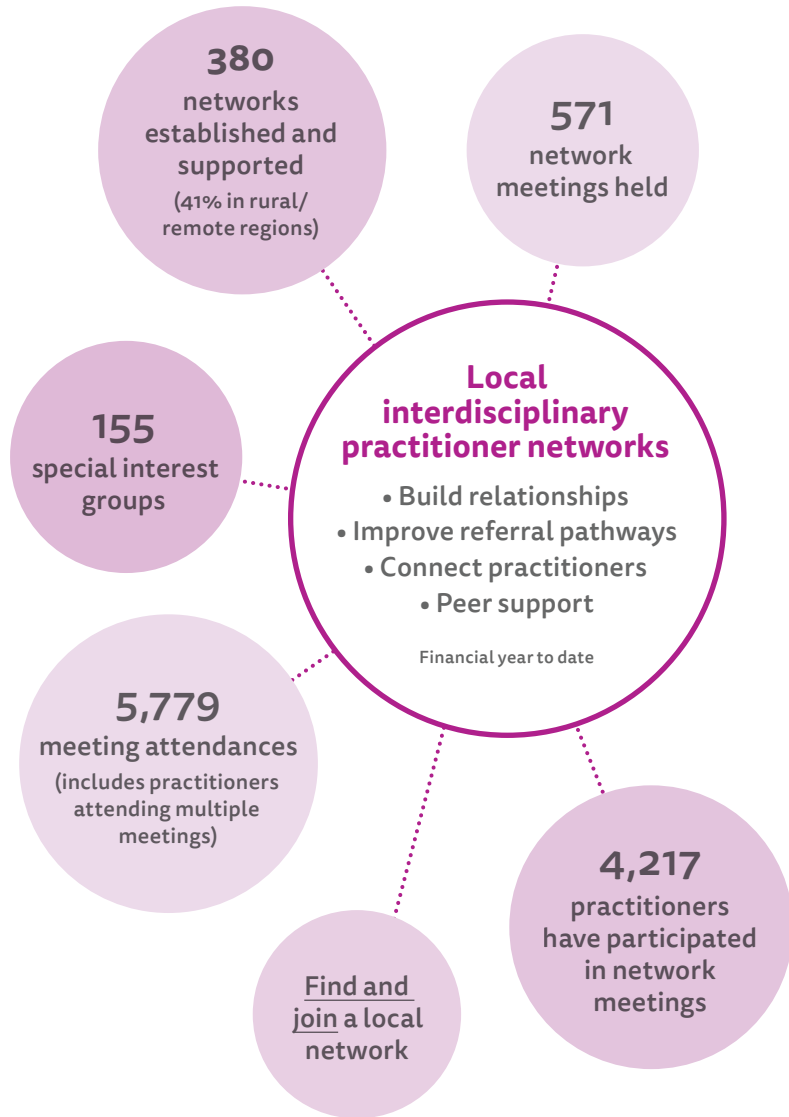 380
networks
established and
supported
(41% in rural/
remote regions)
571
network
meetings held
Local
interdisciplinary
practitioner networks
• Build relationships
• Improve referral pathways
• Connect practitioners
• Peer support
Financial year to date
155
special interest
groups
5,779
meeting attendances
(includes practitioners
attending multiple
meetings)
4,217
practitioners
have participated
in network
meetings
Find and
join a local
network